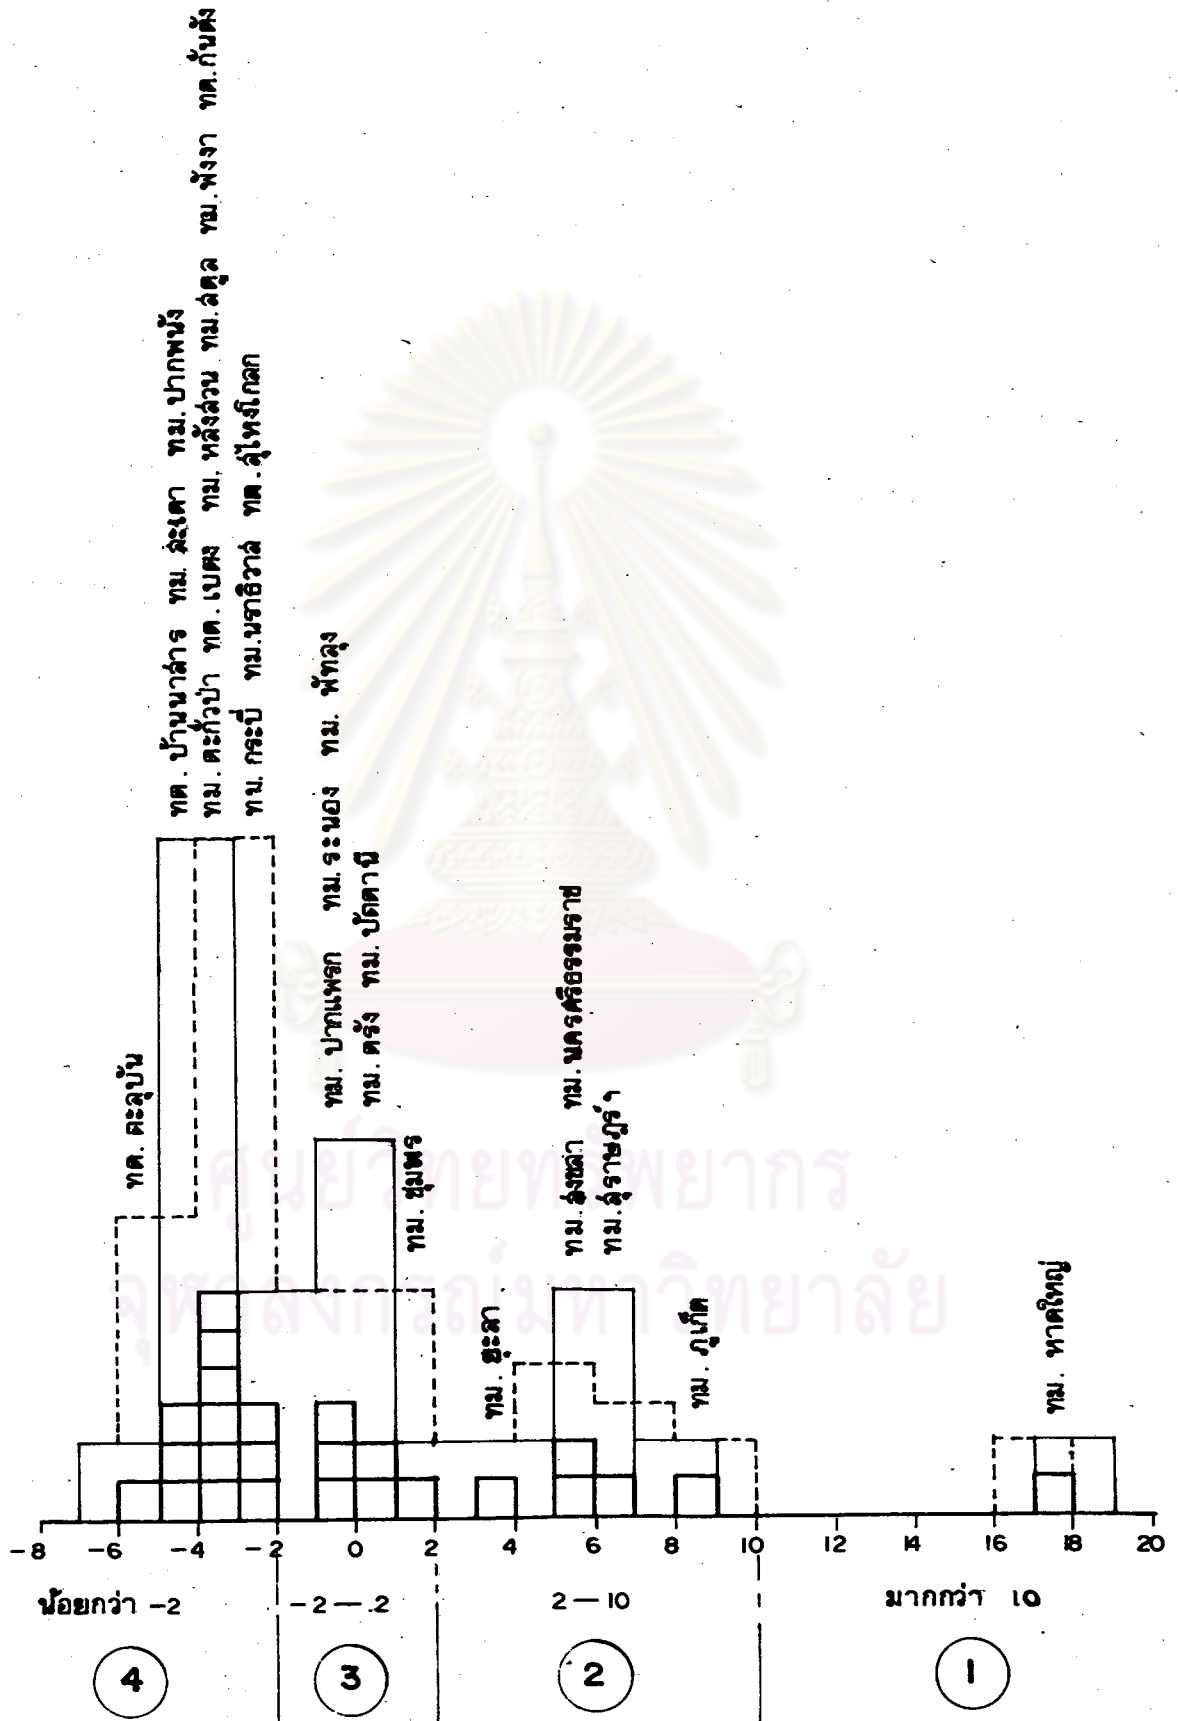 ทต. บ้านนาสาร ทม. สะเดา ทม. ปากพนัง
ทม. ตะกั่วป่า ทต. เบตง ทม. หลังสวน ทม. สตูล ทม. พังงา ทต. กันตัง
ทม. กระบี่ ทม. นราธิวาส ทต. สุไหงโกลก
ทต. ตะลุบัน
ทม. ปากแพรก ทม. ระนอง ทม. พัทลุง
ทม. ตรัง ทม. ปัตตานี
ทม. ชุมพร
ทม. ยะลา
ทม. สงขลา ทม. นครศรีธรรมราช
ทม. สุราษฎร์ฯ
ทม. ภูเก็ต
ทม. หาดใหญ่
ศูนย์วิทยทรัพยากร
จุฬาลงกรณ์มหาวิทยาลัย
-8 -6 -4 -2 0 2 4 6 8 10 12 14 16 18 20
น้อยกว่า -2 -2—2 2—10 มากกว่า 10
4 3 2 1